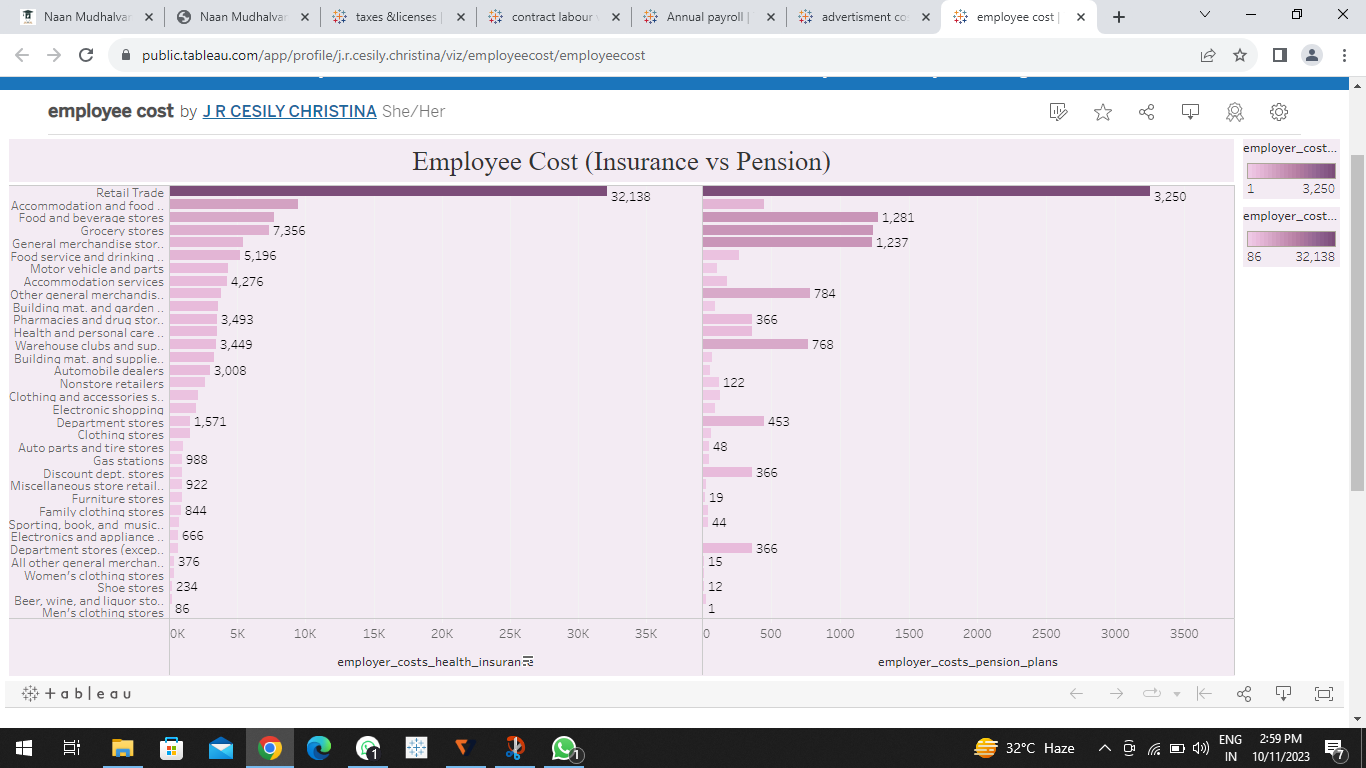 Naan Mudhalvar
Naan Mudhalvar
taxes &licenses |
contract labour
Annual payroll |
advertisment co
employee cost |
public.tableau.com/app/profile/j.r.cesily.christina/viz/employeecost/employeecost
employee cost by J R CESILY CHRISTINA She/Her
Employee Cost (Insurance vs Pension)
employer_cost...
1 3,250
employer_cost...
86 32,138
Retail Trade 32,138 3,250
Accommodation and food ..
Food and beverage stores 1,281
Grocery stores 7,356
General merchandise stor.. 1,237
Food service and drinking .. 5,196
Motor vehicle and parts
Accommodation services 4,276
Other general merchandis.. 784
Building mat. and garden ..
Pharmacies and drug stor.. 3,493 366
Health and personal care ..
Warehouse clubs and sup.. 3,449 768
Building mat. and supplie..
Automobile dealers 3,008
Nonstore retailers 122
Clothing and accessories s..
Electronic shopping
Department stores 1,571 453
Clothing stores
Auto parts and tire stores 48
Gas stations 988
Discount dept. stores 366
Miscellaneous store retail.. 922
Furniture stores 19
Family clothing stores 844
Sporting, book, and music.. 44
Electronics and appliance .. 666
Department stores (excep.. 366
All other general merchan.. 376 15
Women's clothing stores
Shoe stores 234 12
Beer, wine, and liquor sto..
Men's clothing stores 86 1
0K 5K 10K 15K 20K 25K 30K 35K 0 500 1000 1500 2000 2500 3000 3500
employer_costs_health_insurance employer_costs_pension_plans
+ a b | e a u
32°C Haze
ENG
IN
2:59 PM
10/11/2023
7
1
1